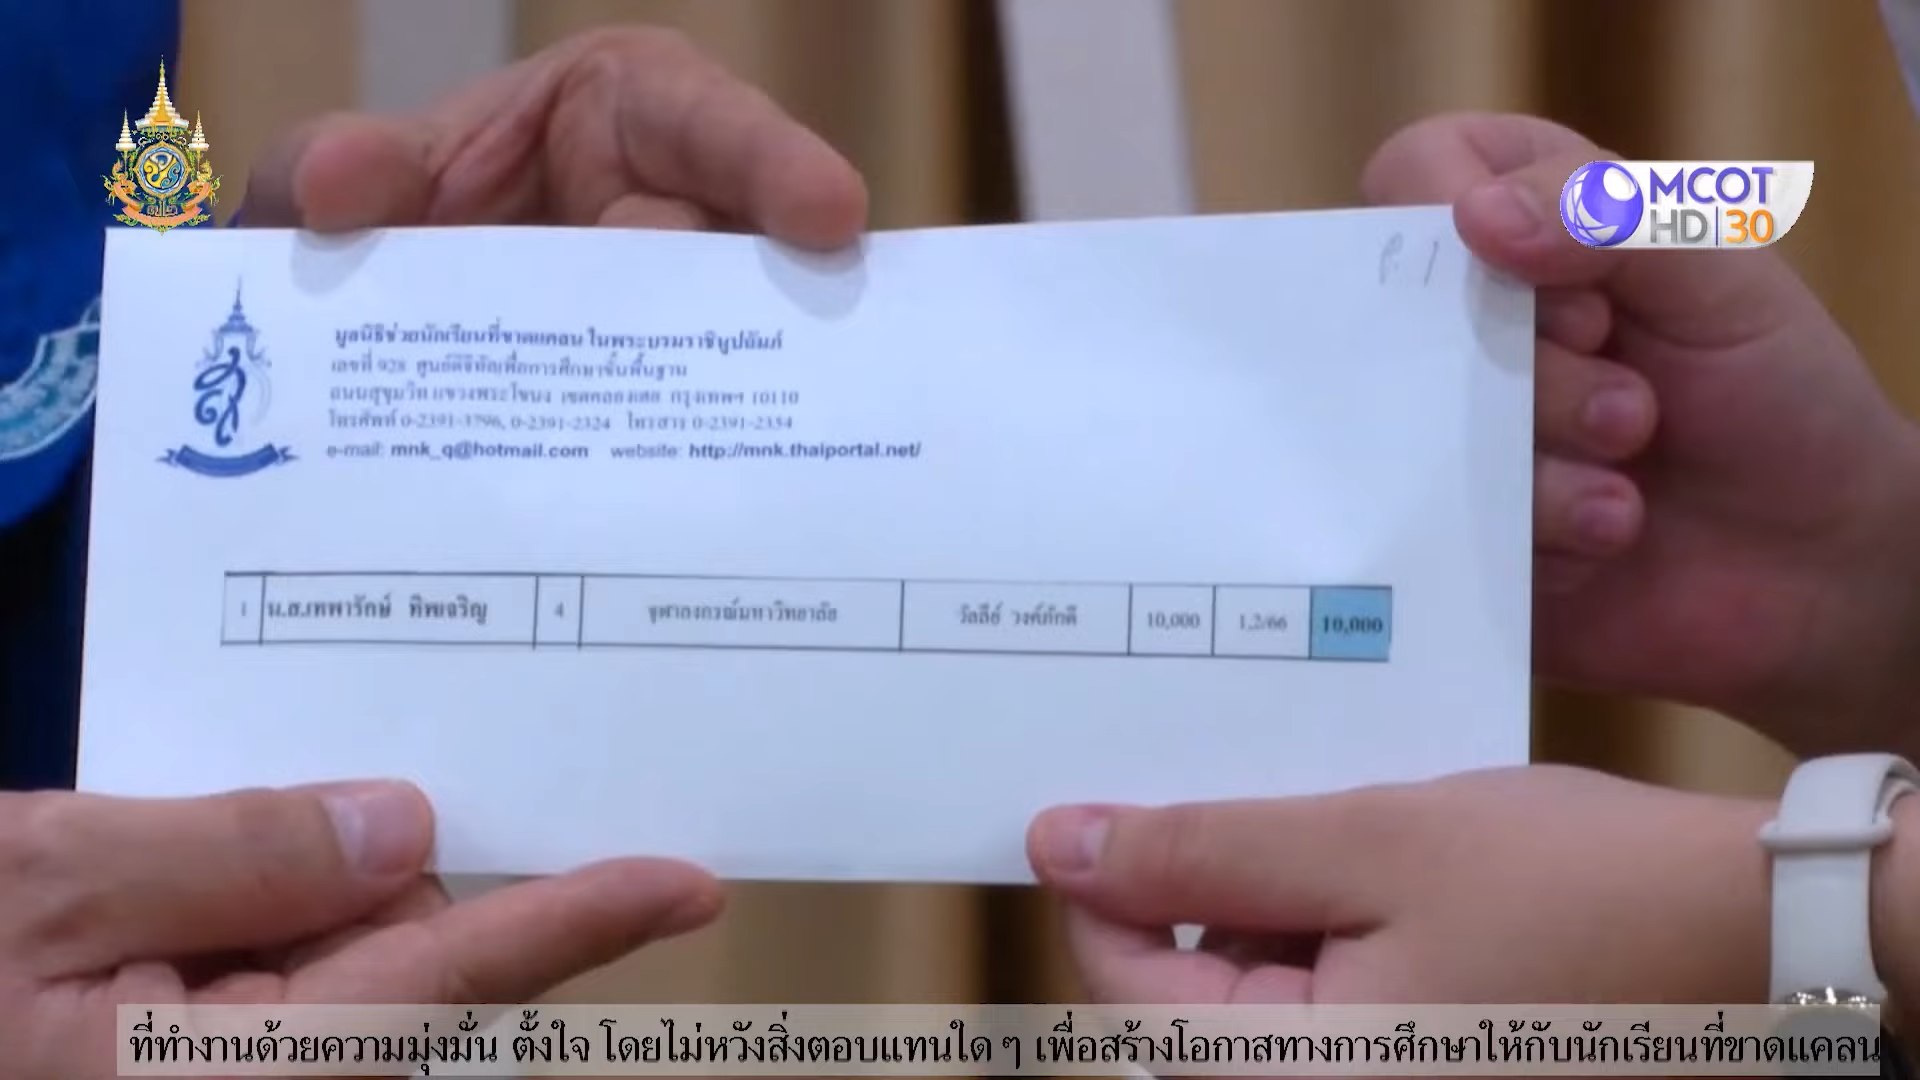 MCOT
HD 30
มูลนิธิช่วยนักเรียนที่ขาดแคลน ในพระบรมราชินูปถัมภ์
เลขที่ 928 ศูนย์ดิจิทัลเพื่อการศึกษาขั้นพื้นฐาน
ถนนสุขุมวิท แขวงพระโขนง เขตคลองเตย กรุงเทพฯ 10110
โทรศัพท์ 0-2391-3796, 0-2391-2324 โทรสาร 0-2391-2354
e-mail: mnk_q@hotmail.com website: http://mnk.thaiportal.net/
1 น.ส.เทพารักษ์ ทิพเจริญ 4 จุฬาลงกรณ์มหาวิทยาลัย วัลลีย์ วงค์ภักดี 10,000 1,2/66 10,000
ที่ทำงานด้วยความมุ่งมั่น ตั้งใจ โดยไม่หวังสิ่งตอบแทนใด ๆ เพื่อสร้างโอกาสทางการศึกษาให้กับนักเรียนที่ขาดแคลน